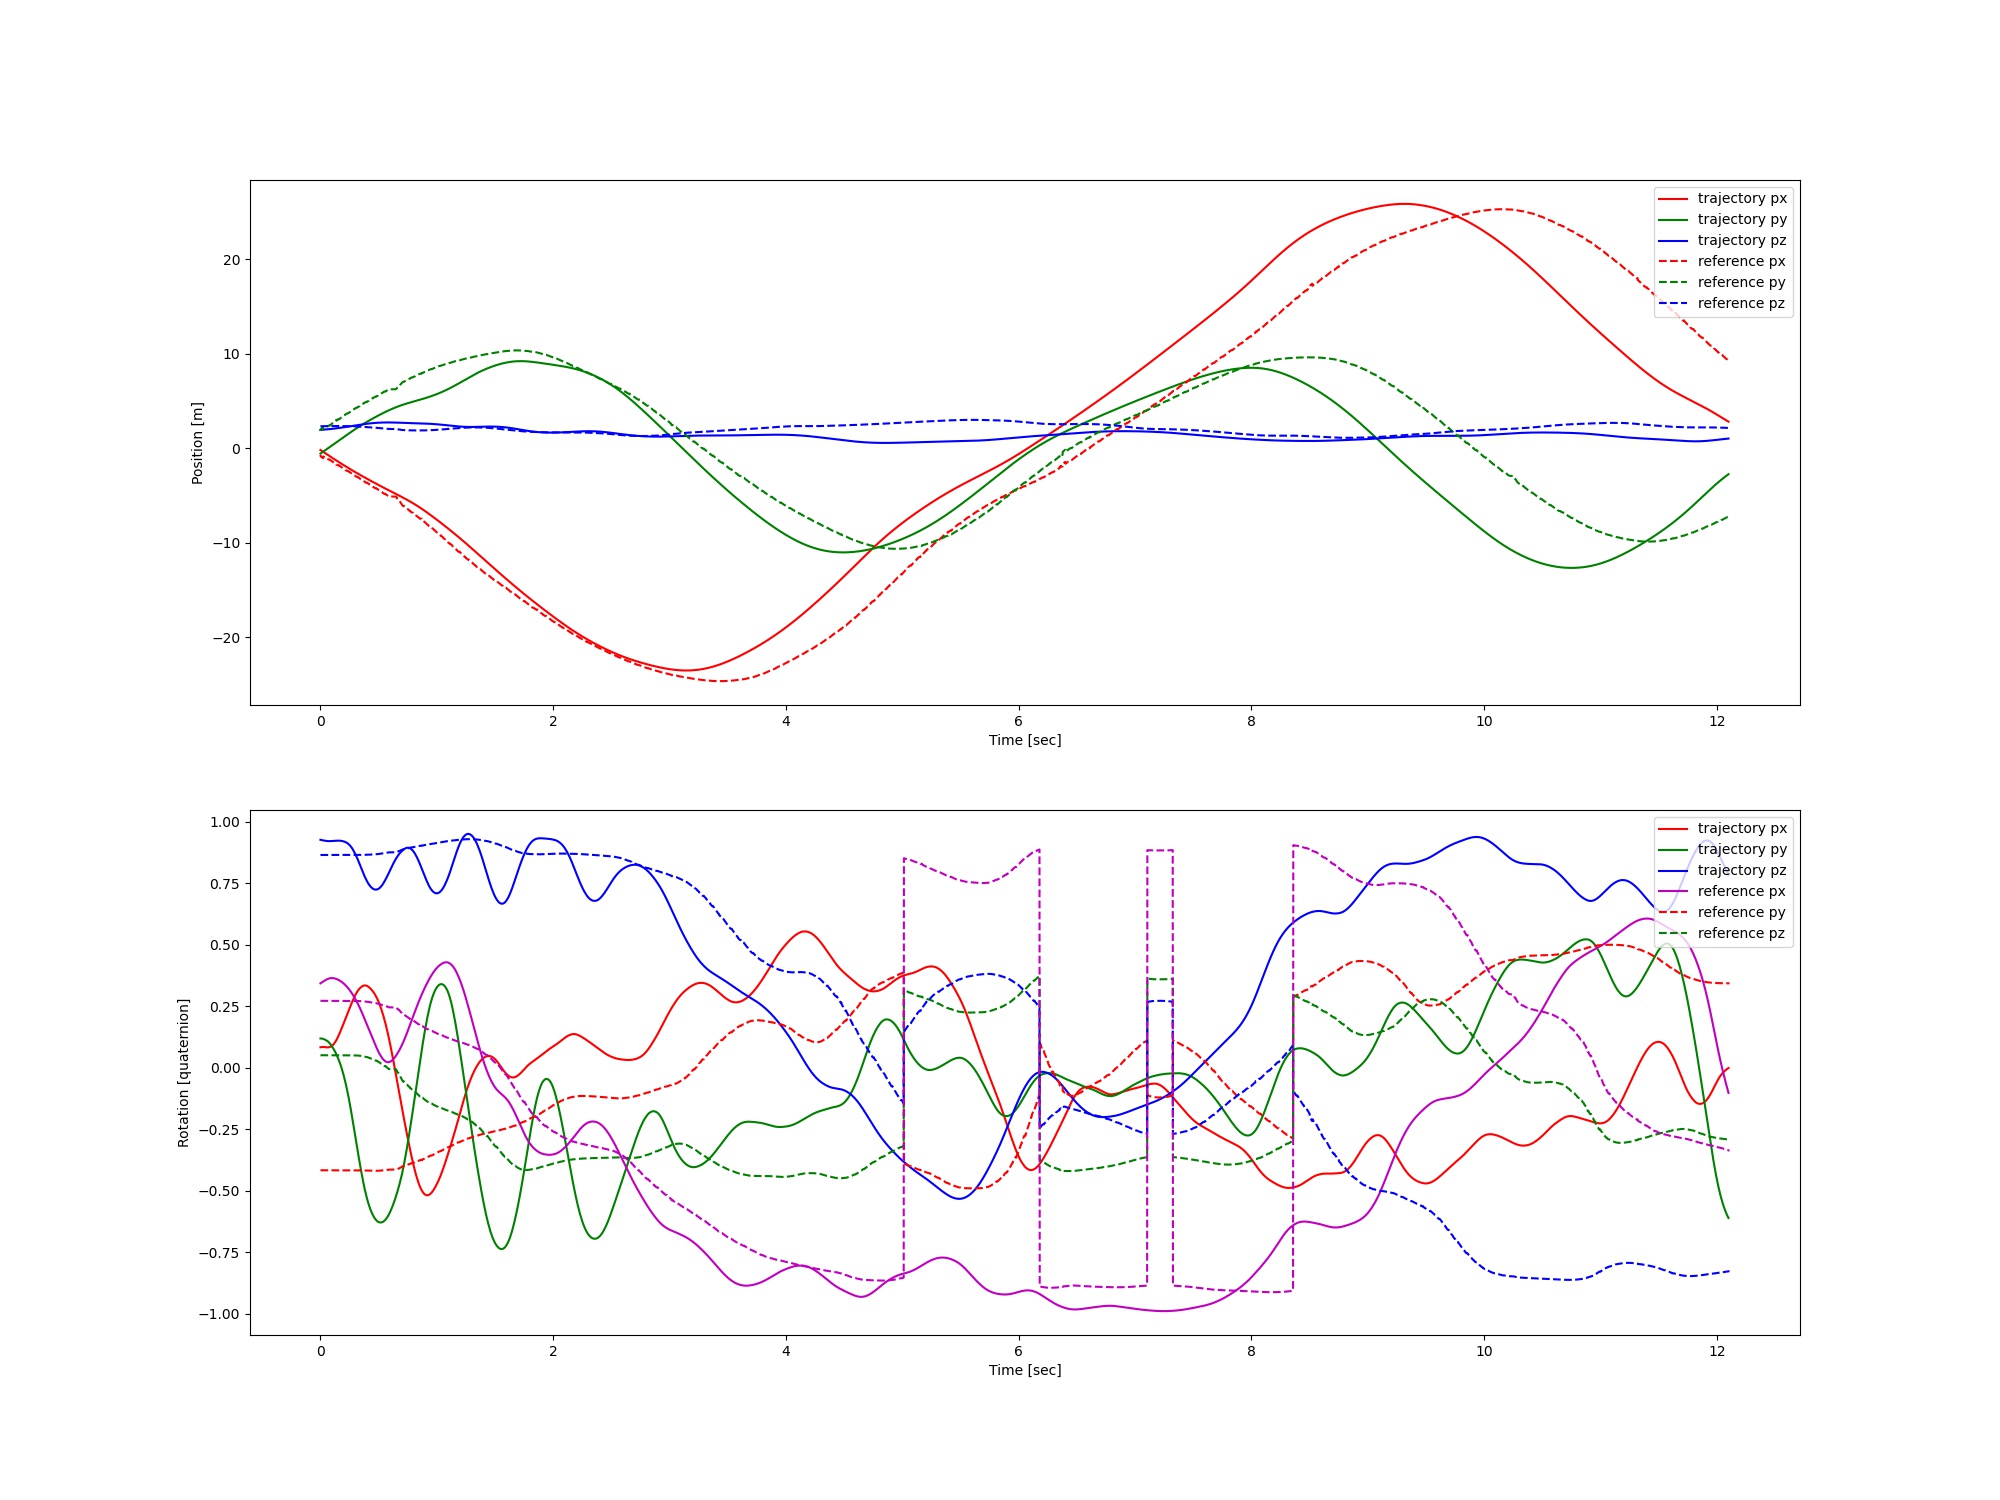 20
10
0
−10
−20
Position [m]
0 2 4 6 8 10 12
Time [sec]
trajectory px
trajectory py
trajectory pz
reference px
reference py
reference pz
1.00
0.75
0.50
0.25
0.00
−0.25
−0.50
−0.75
−1.00
Rotation [quaternion]
0 2 4 6 8 10 12
Time [sec]
trajectory px
trajectory py
trajectory pz
reference px
reference py
reference pz